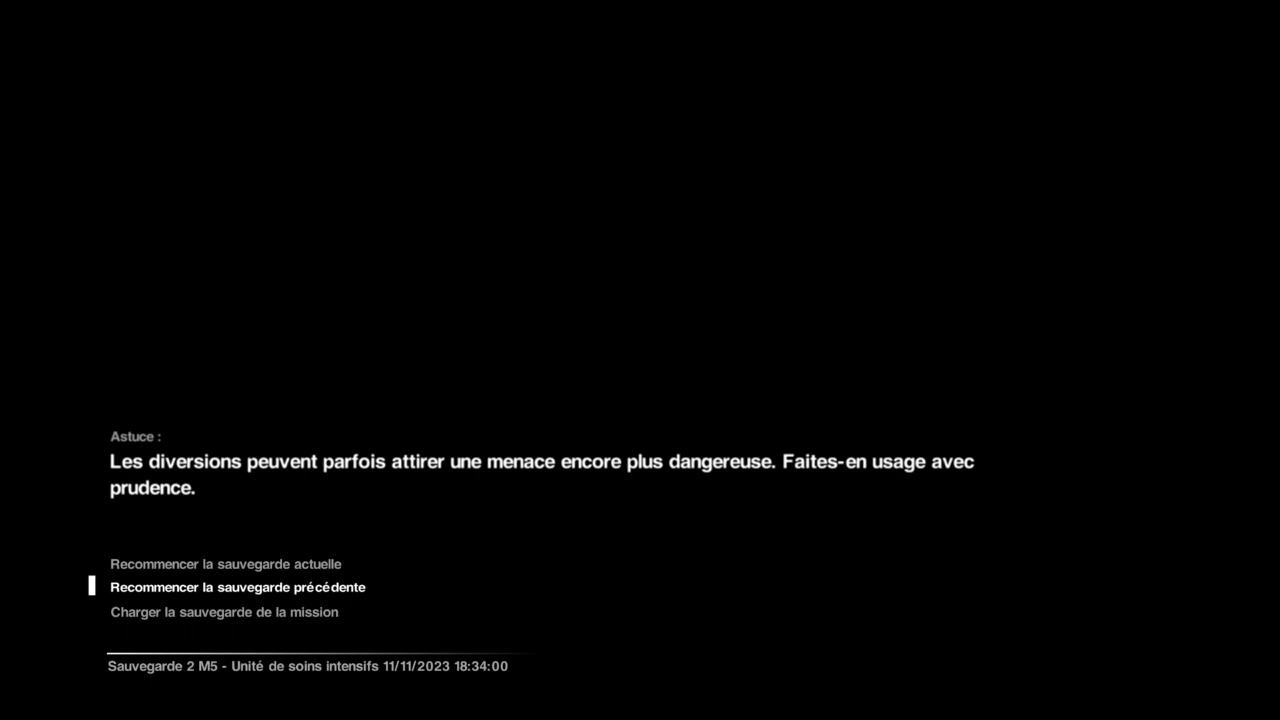 Astuce :
Les diversions peuvent parfois attirer une menace encore plus dangereuse. Faites-en usage avec
prudence.
Recommencer la sauvegarde actuelle
Recommencer la sauvegarde précédente
Charger la sauvegarde de la mission
Sauvegarde 2 M5 - Unité de soins intensifs 11/11/2023 18:34:00